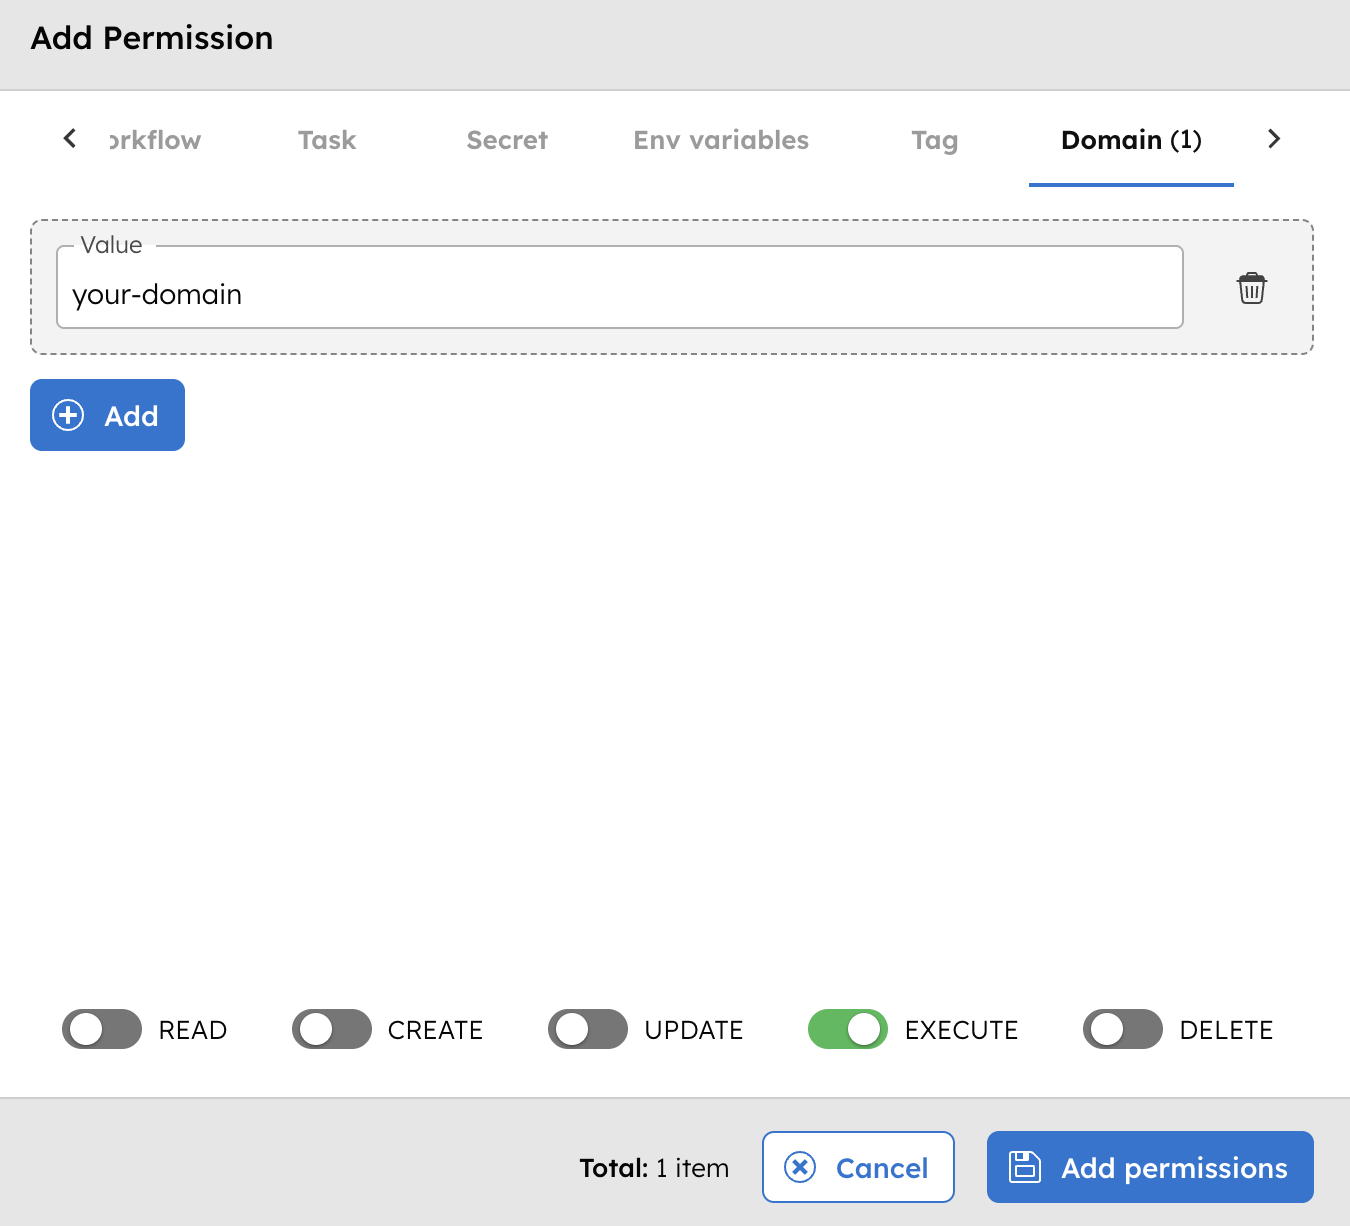 Add Permission
orkflow Task Secret Env variables Tag Domain (1)
Value
your-domain
Add
READ CREATE UPDATE EXECUTE DELETE
Total: 1 item Cancel Add permissions